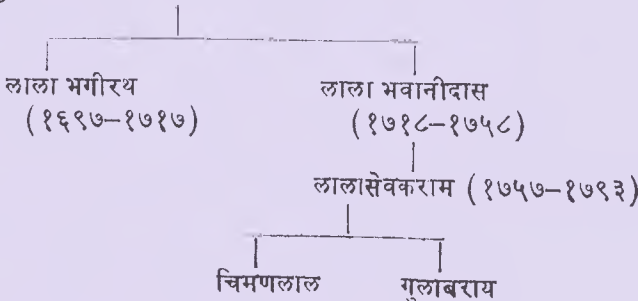 लाला भगीरथ लाला भवानीदास
(१६९७–१७१७) (१७१८–१७५८)
लालासेवकराम (१७५७–१७९३)
चिमणलाल गुलाबराय